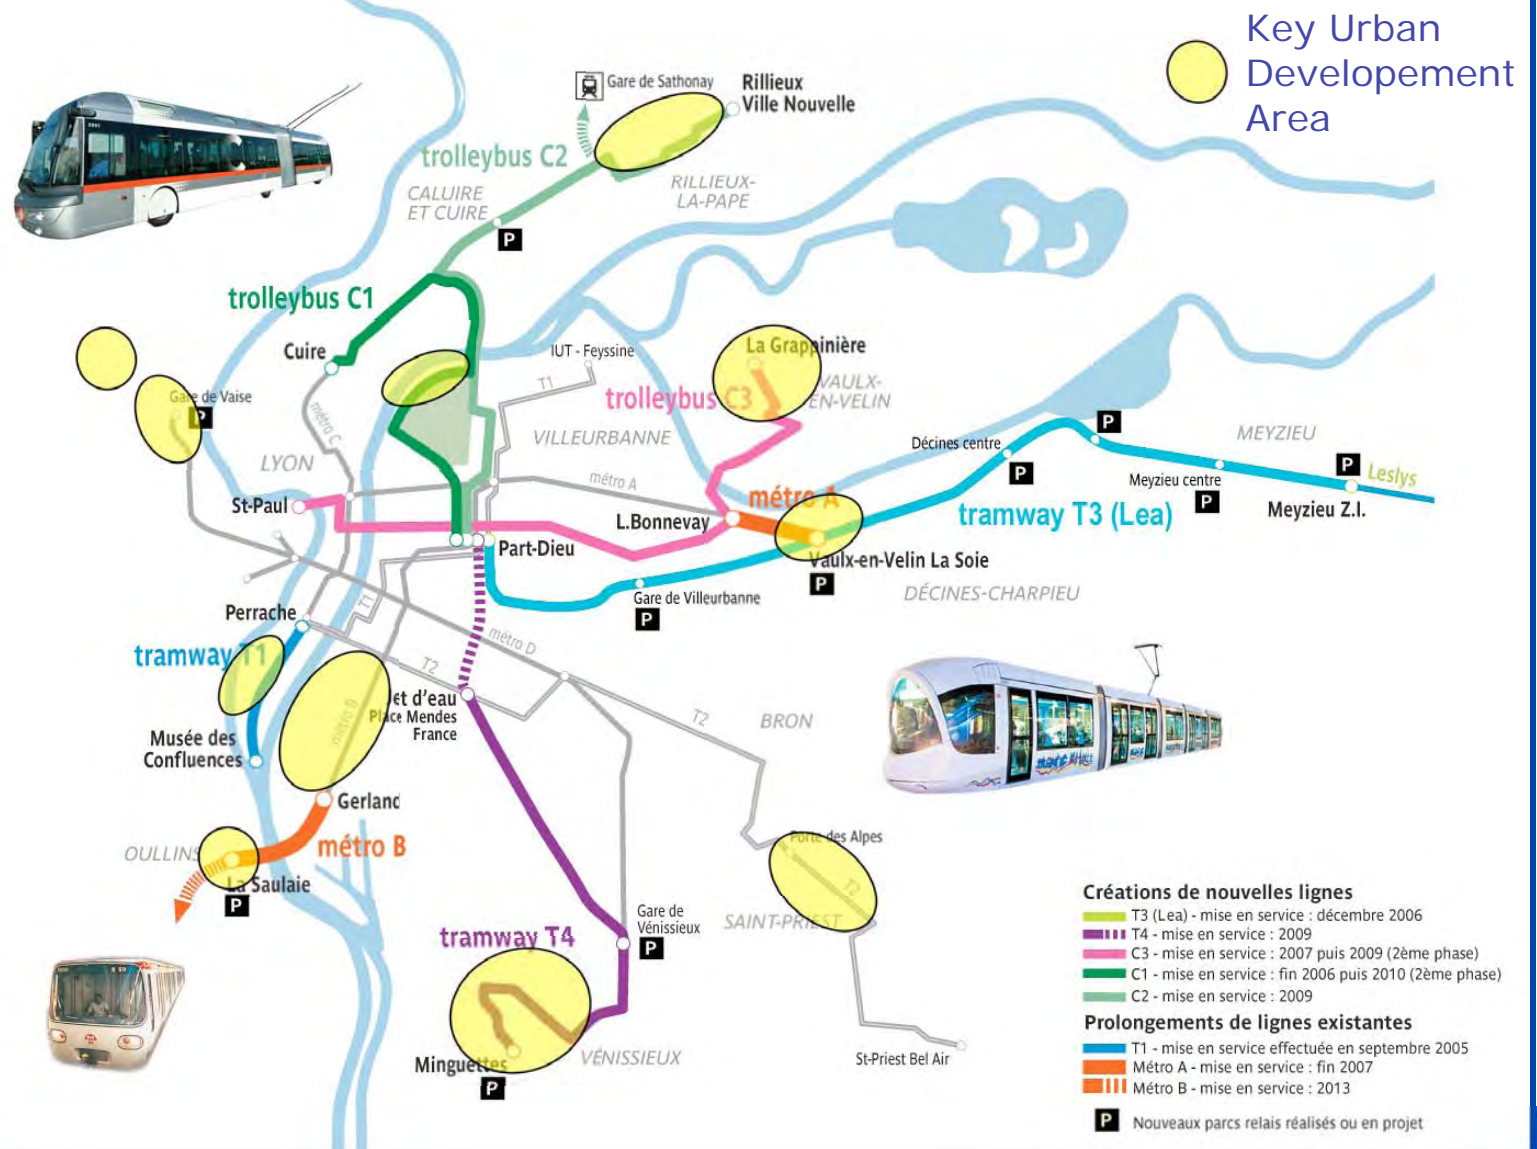 Key Urban
Developement
Area
Gare de Sathonay
Rillieux
Ville Nouvelle
trolleybus C2
CALUIRE
ET CUIRE
RILLIEUX-
LA-PAPE
P
trolleybus C1
Cuire
IUT - Feyssine
T1
La Grappinière
trolleybus C3
VAULX-
EN-VELIN
Gare de Vaise
P
métro C
VILLEURBANNE
LYON
métro A
Décines centre
P
P
MEYZIEU
Meyzieu centre
P
P
Leslys
Meyzieu Z.I.
St-Paul
L.Bonnevay
métro A
tramway T3 (Lea)
Part-Dieu
Vaulx-en-Velin La Soie
P
Gare de Villeurbanne
P
DÉCINES-CHARPIEU
T1
Perrache
métro D
tramway T1
T2
métro B
Jet d'eau
Place Mendes
France
T2
BRON
Musée des
Confluences
Gerland
métro B
OULLINS
La Saulaie
P
Porte des Alpes
T2
SAINT-PRIEST
Gare de
Vénissieux
P
tramway T4
Minguettes
P
VÉNISSIEUX
St-Priest Bel Air
Créations de nouvelles lignes
T3 (Lea) - mise en service : décembre 2006
T4 - mise en service : 2009
C3 - mise en service : 2007 puis 2009 (2ème phase)
C1 - mise en service : fin 2006 puis 2010 (2ème phase)
C2 - mise en service : 2009
Prolongements de lignes existantes
T1 - mise en service effectuée en septembre 2005
Métro A - mise en service : fin 2007
Métro B - mise en service : 2013
P Nouveaux parcs relais réalisés ou en projet